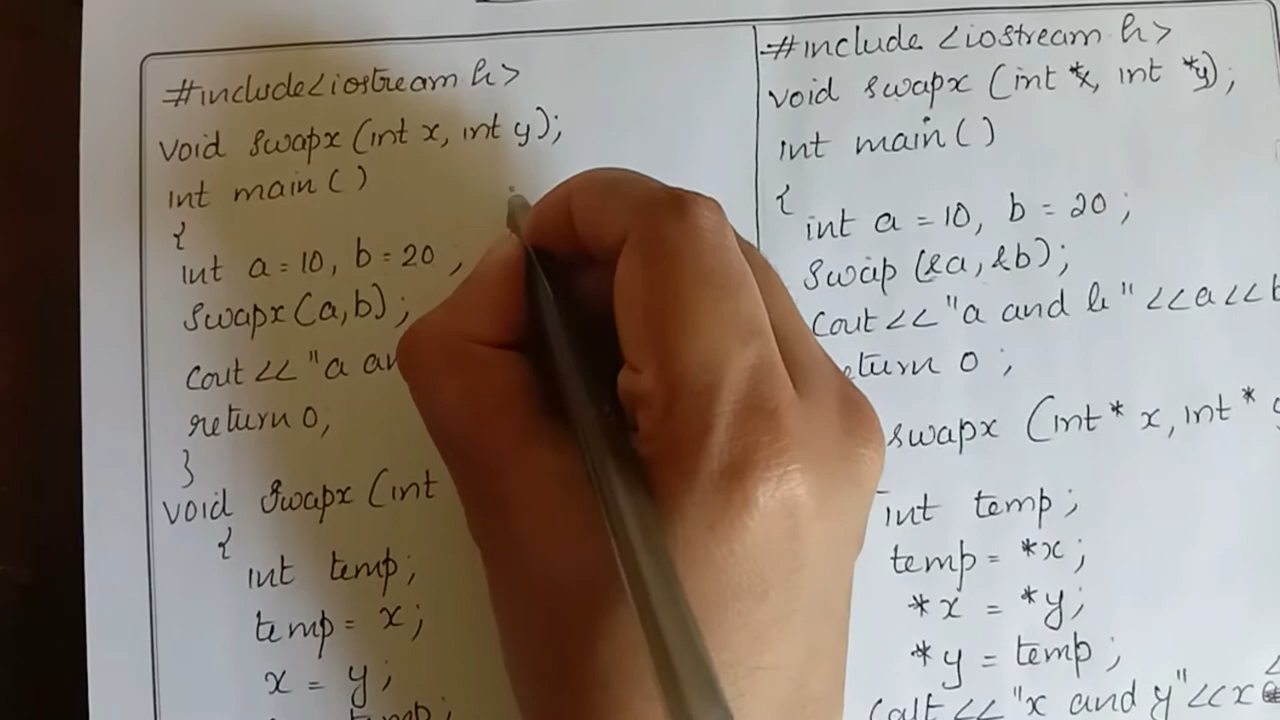 #include<iostream h>
void swapx (int x, int y);
int main ()
{
int a = 10, b = 20 ,
swapx (a, b) ;
cout << "a
return 0,
}
void swapx (int
{
int temp;
temp = x;
x = y;
#include <iostream h>
void swapx (int *x, int *y);
int main ()
{
int a = 10, b = 20 ;
swap (&a, &b);
cout << "a and b" <<a<<b
return 0 ;
swapx (int* x, int*
int temp;
temp = *x;
*x = *y;
*y = temp;
cout << "x and y"<<x